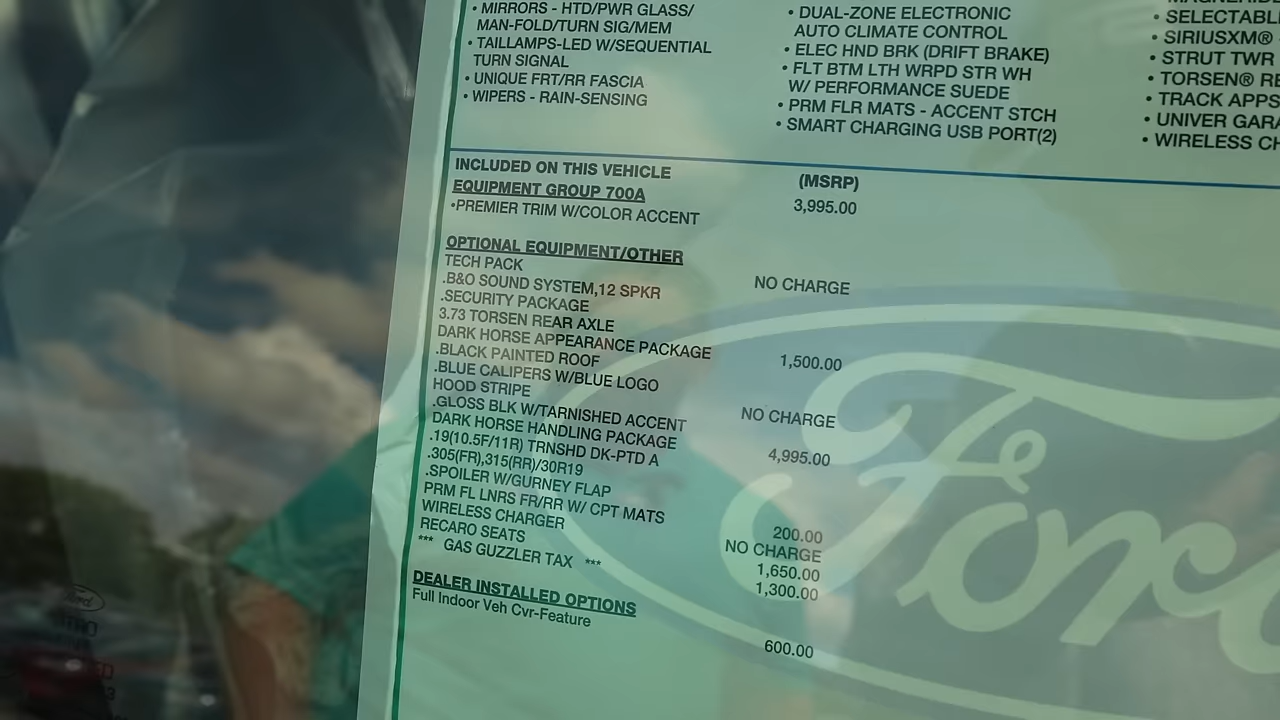 • MIRRORS - HTD/PWR GLASS/
MAN-FOLD/TURN SIG/MEM
• TAILLAMPS-LED W/SEQUENTIAL
TURN SIGNAL
• UNIQUE FRT/RR FASCIA
• WIPERS - RAIN-SENSING
• DUAL-ZONE ELECTRONIC
AUTO CLIMATE CONTROL
• ELEC HND BRK (DRIFT BRAKE)
• FLT BTM LTH WRPD STR WH
W/ PERFORMANCE SUEDE
• PRM FLR MATS - ACCENT STCH
• SMART CHARGING USB PORT(2)
• SELECTABL
• SIRIUSXM®
• STRUT TWR
• TORSEN® RE
• TRACK APPS
• UNIVER GARA
• WIRELESS CH
INCLUDED ON THIS VEHICLE (MSRP)
EQUIPMENT GROUP 700A 3,995.00
•PREMIER TRIM W/COLOR ACCENT
OPTIONAL EQUIPMENT/OTHER
TECH PACK NO CHARGE
.B&O SOUND SYSTEM,12 SPKR
.SECURITY PACKAGE
3.73 TORSEN REAR AXLE
DARK HORSE APPEARANCE PACKAGE 1,500.00
.BLACK PAINTED ROOF
.BLUE CALIPERS W/BLUE LOGO
HOOD STRIPE NO CHARGE
.GLOSS BLK W/TARNISHED ACCENT
DARK HORSE HANDLING PACKAGE 4,995.00
.19(10.5F/11R) TRNSHD DK-PTD A
.305(FR),315(RR)/30R19
.SPOILER W/GURNEY FLAP
PRM FL LNRS FR/RR W/ CPT MATS 200.00
WIRELESS CHARGER NO CHARGE
RECARO SEATS 1,650.00
*** GAS GUZZLER TAX *** 1,300.00
DEALER INSTALLED OPTIONS
Full Indoor Veh Cvr-Feature 600.00
Ford
Ford